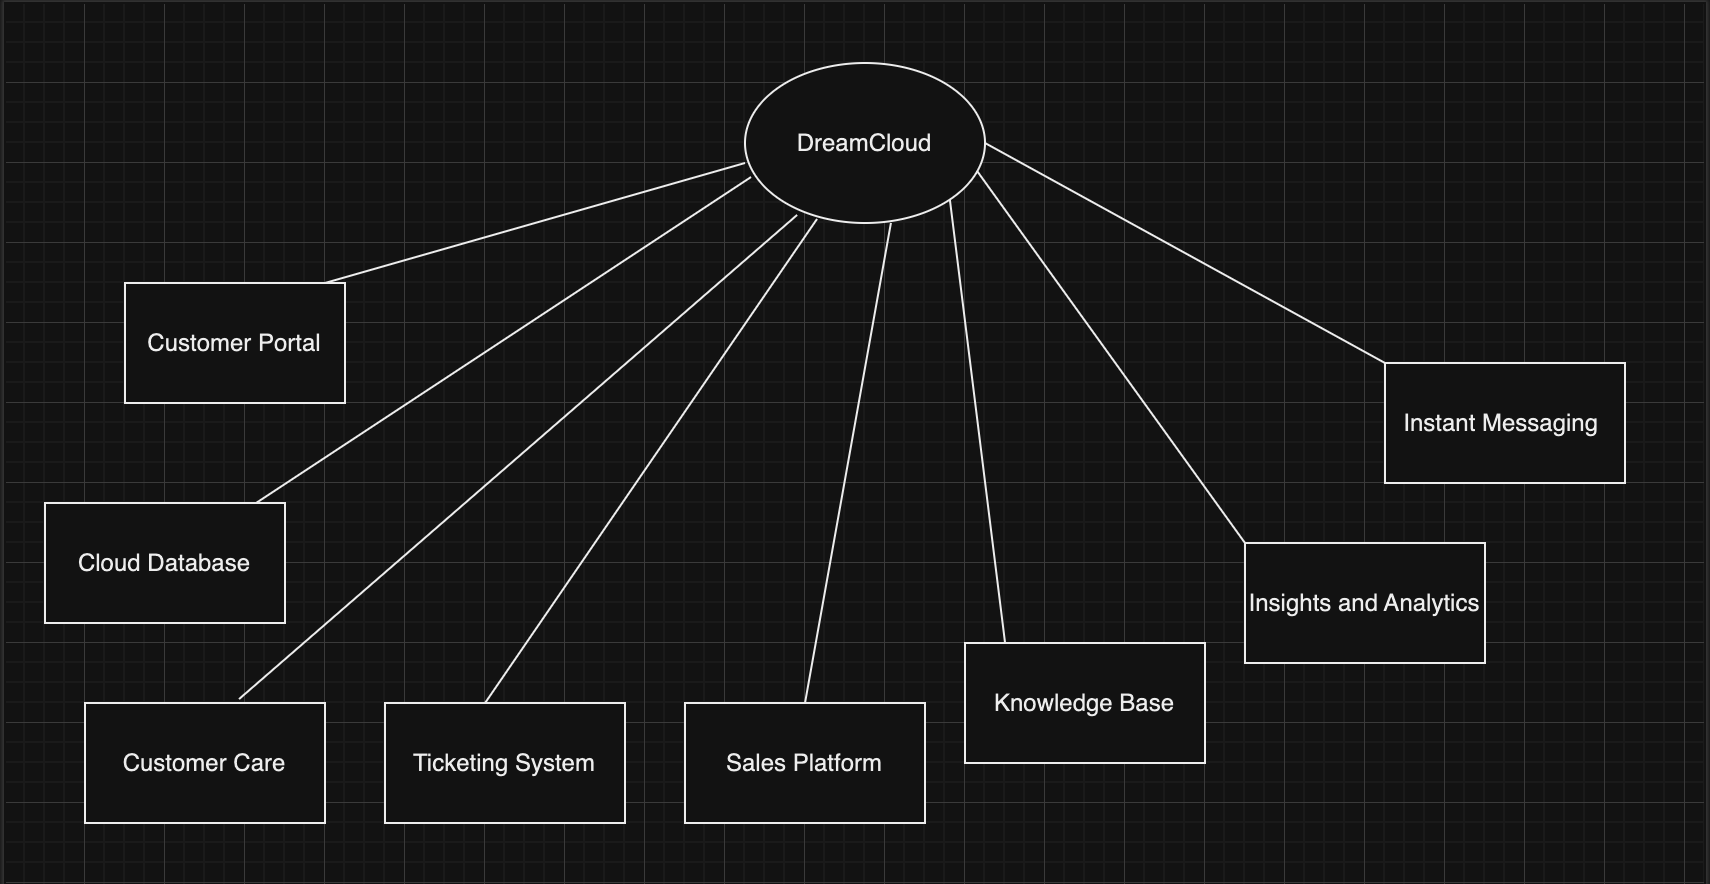 DreamCloud
Customer Portal
Instant Messaging
Cloud Database
Insights and Analytics
Knowledge Base
Customer Care
Ticketing System
Sales Platform